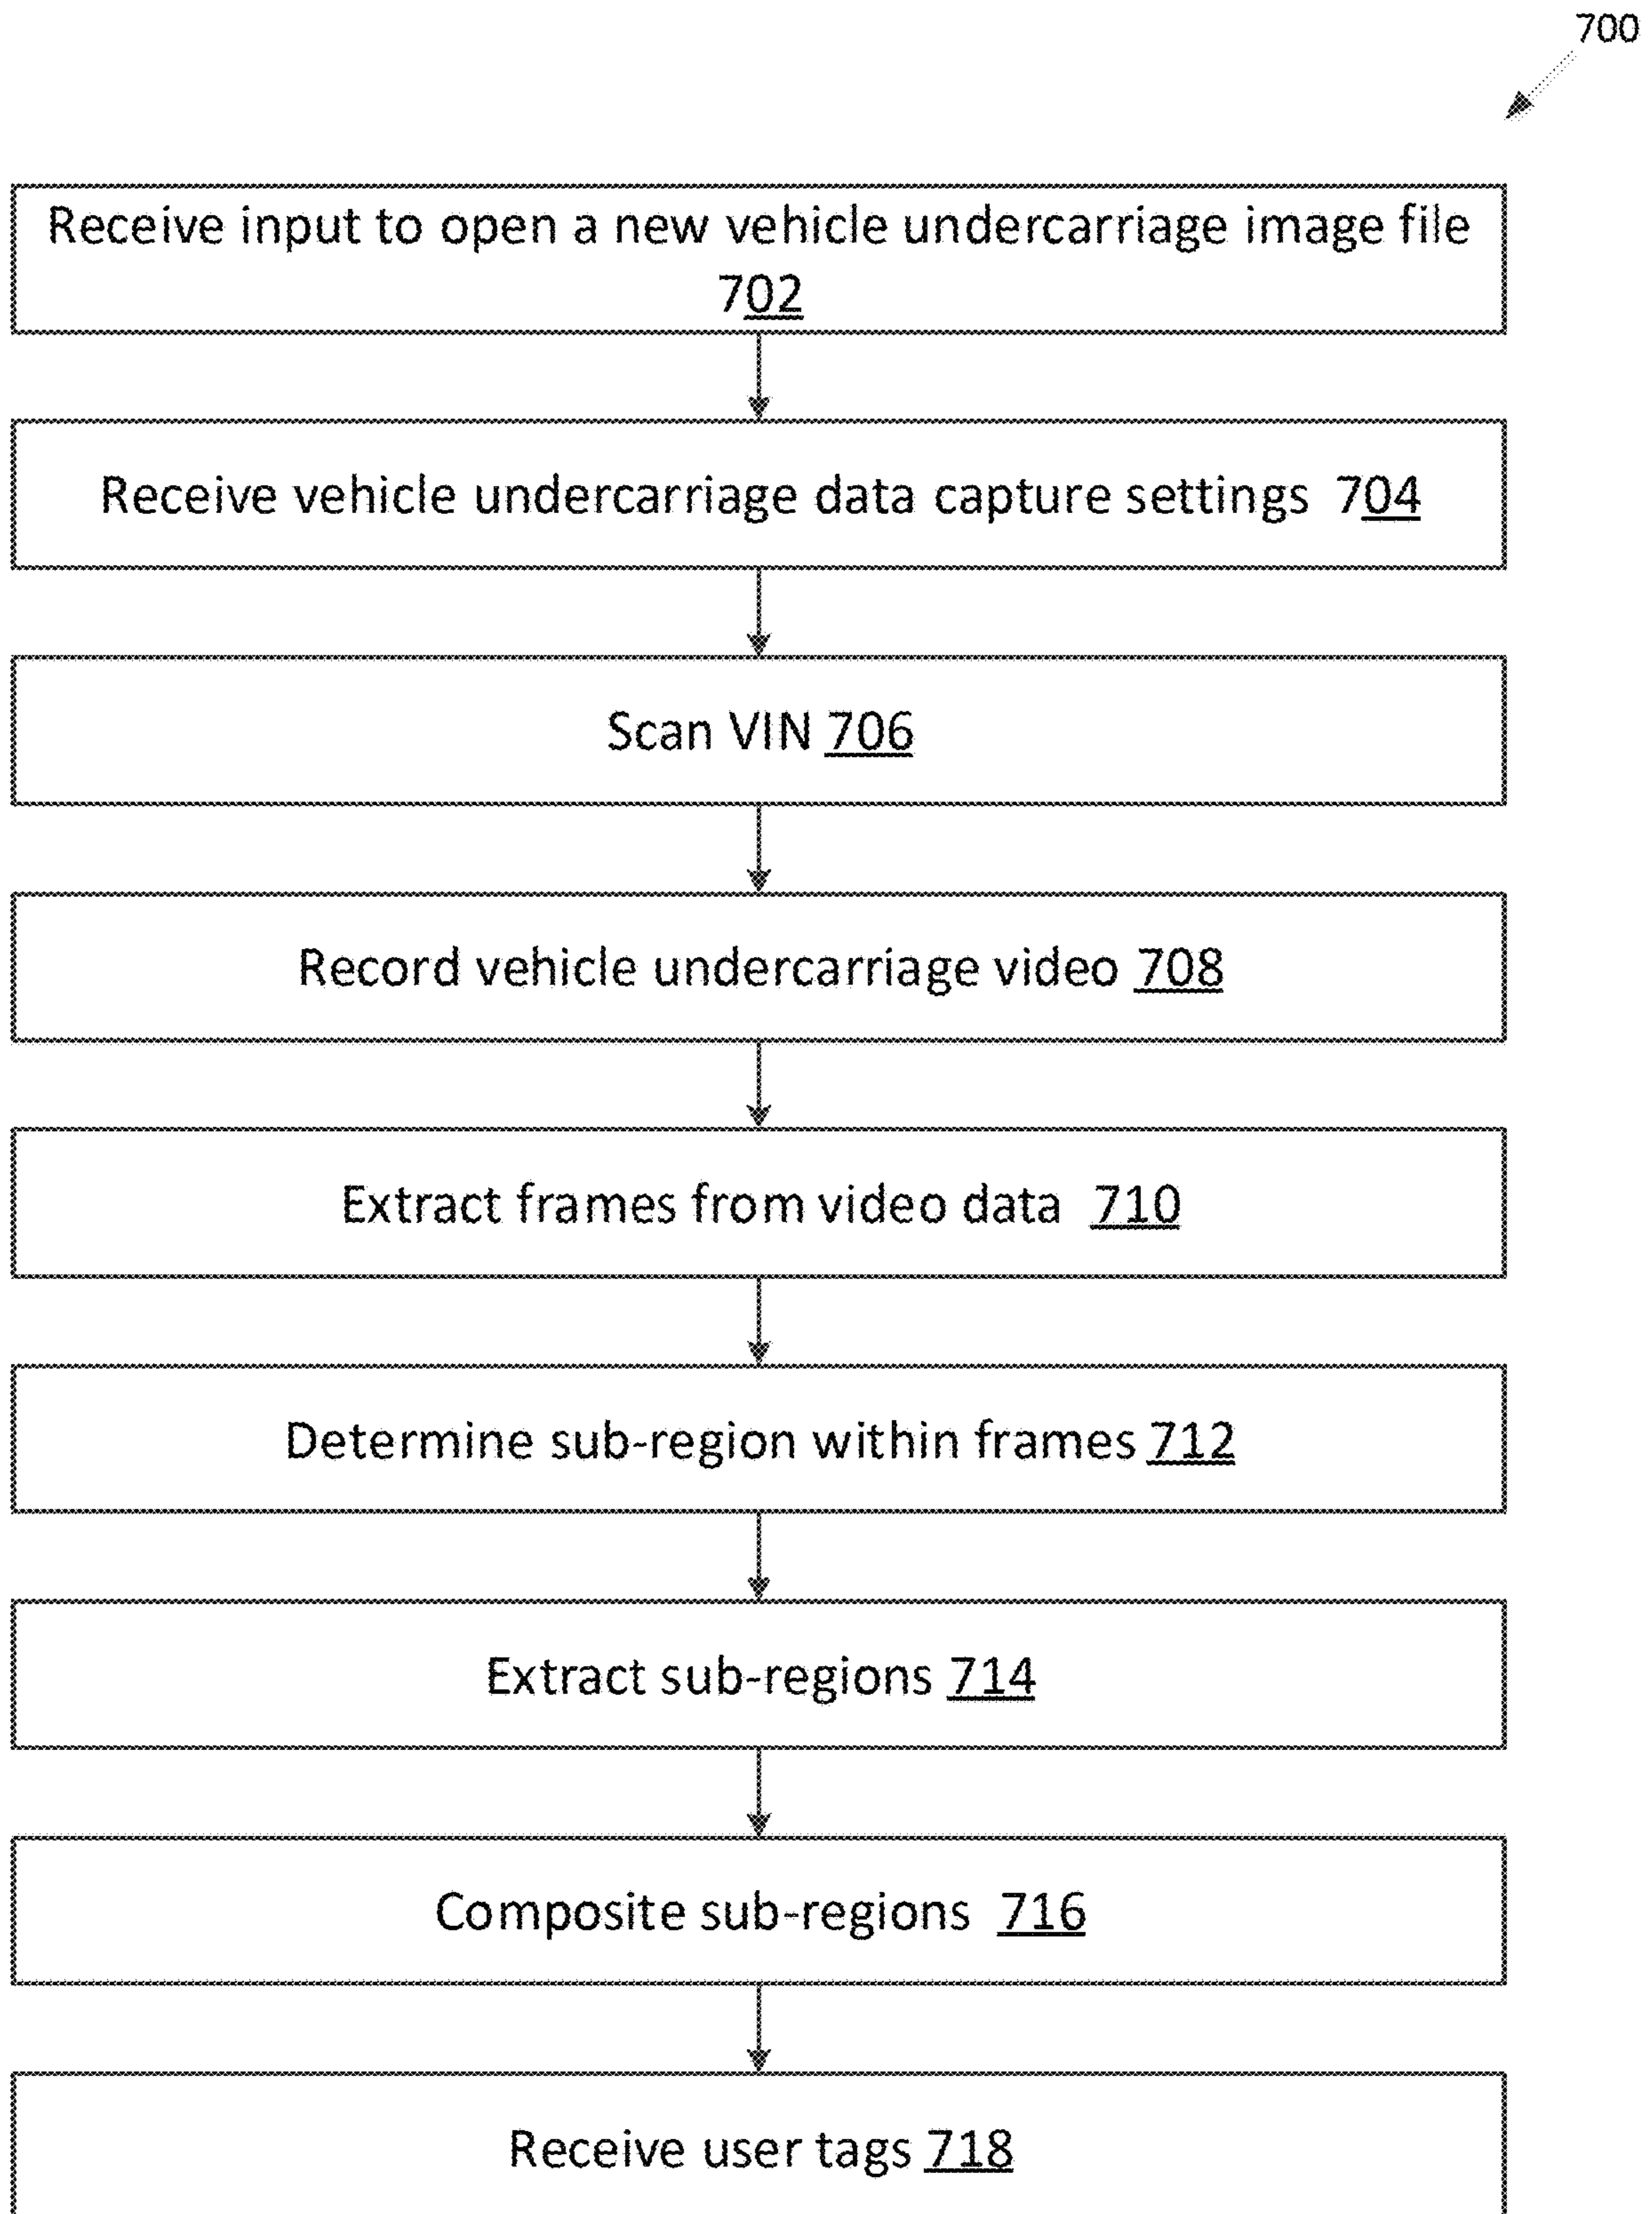 700
Receive input to open a new vehicle undercarriage image file
702
Receive vehicle undercarriage data capture settings 704
Scan VIN 706
Record vehicle undercarriage video 708
Extract frames from video data 710
Determine sub-region within frames 712
Extract sub-regions 714
Composite sub-regions 716
Receive user tags 718